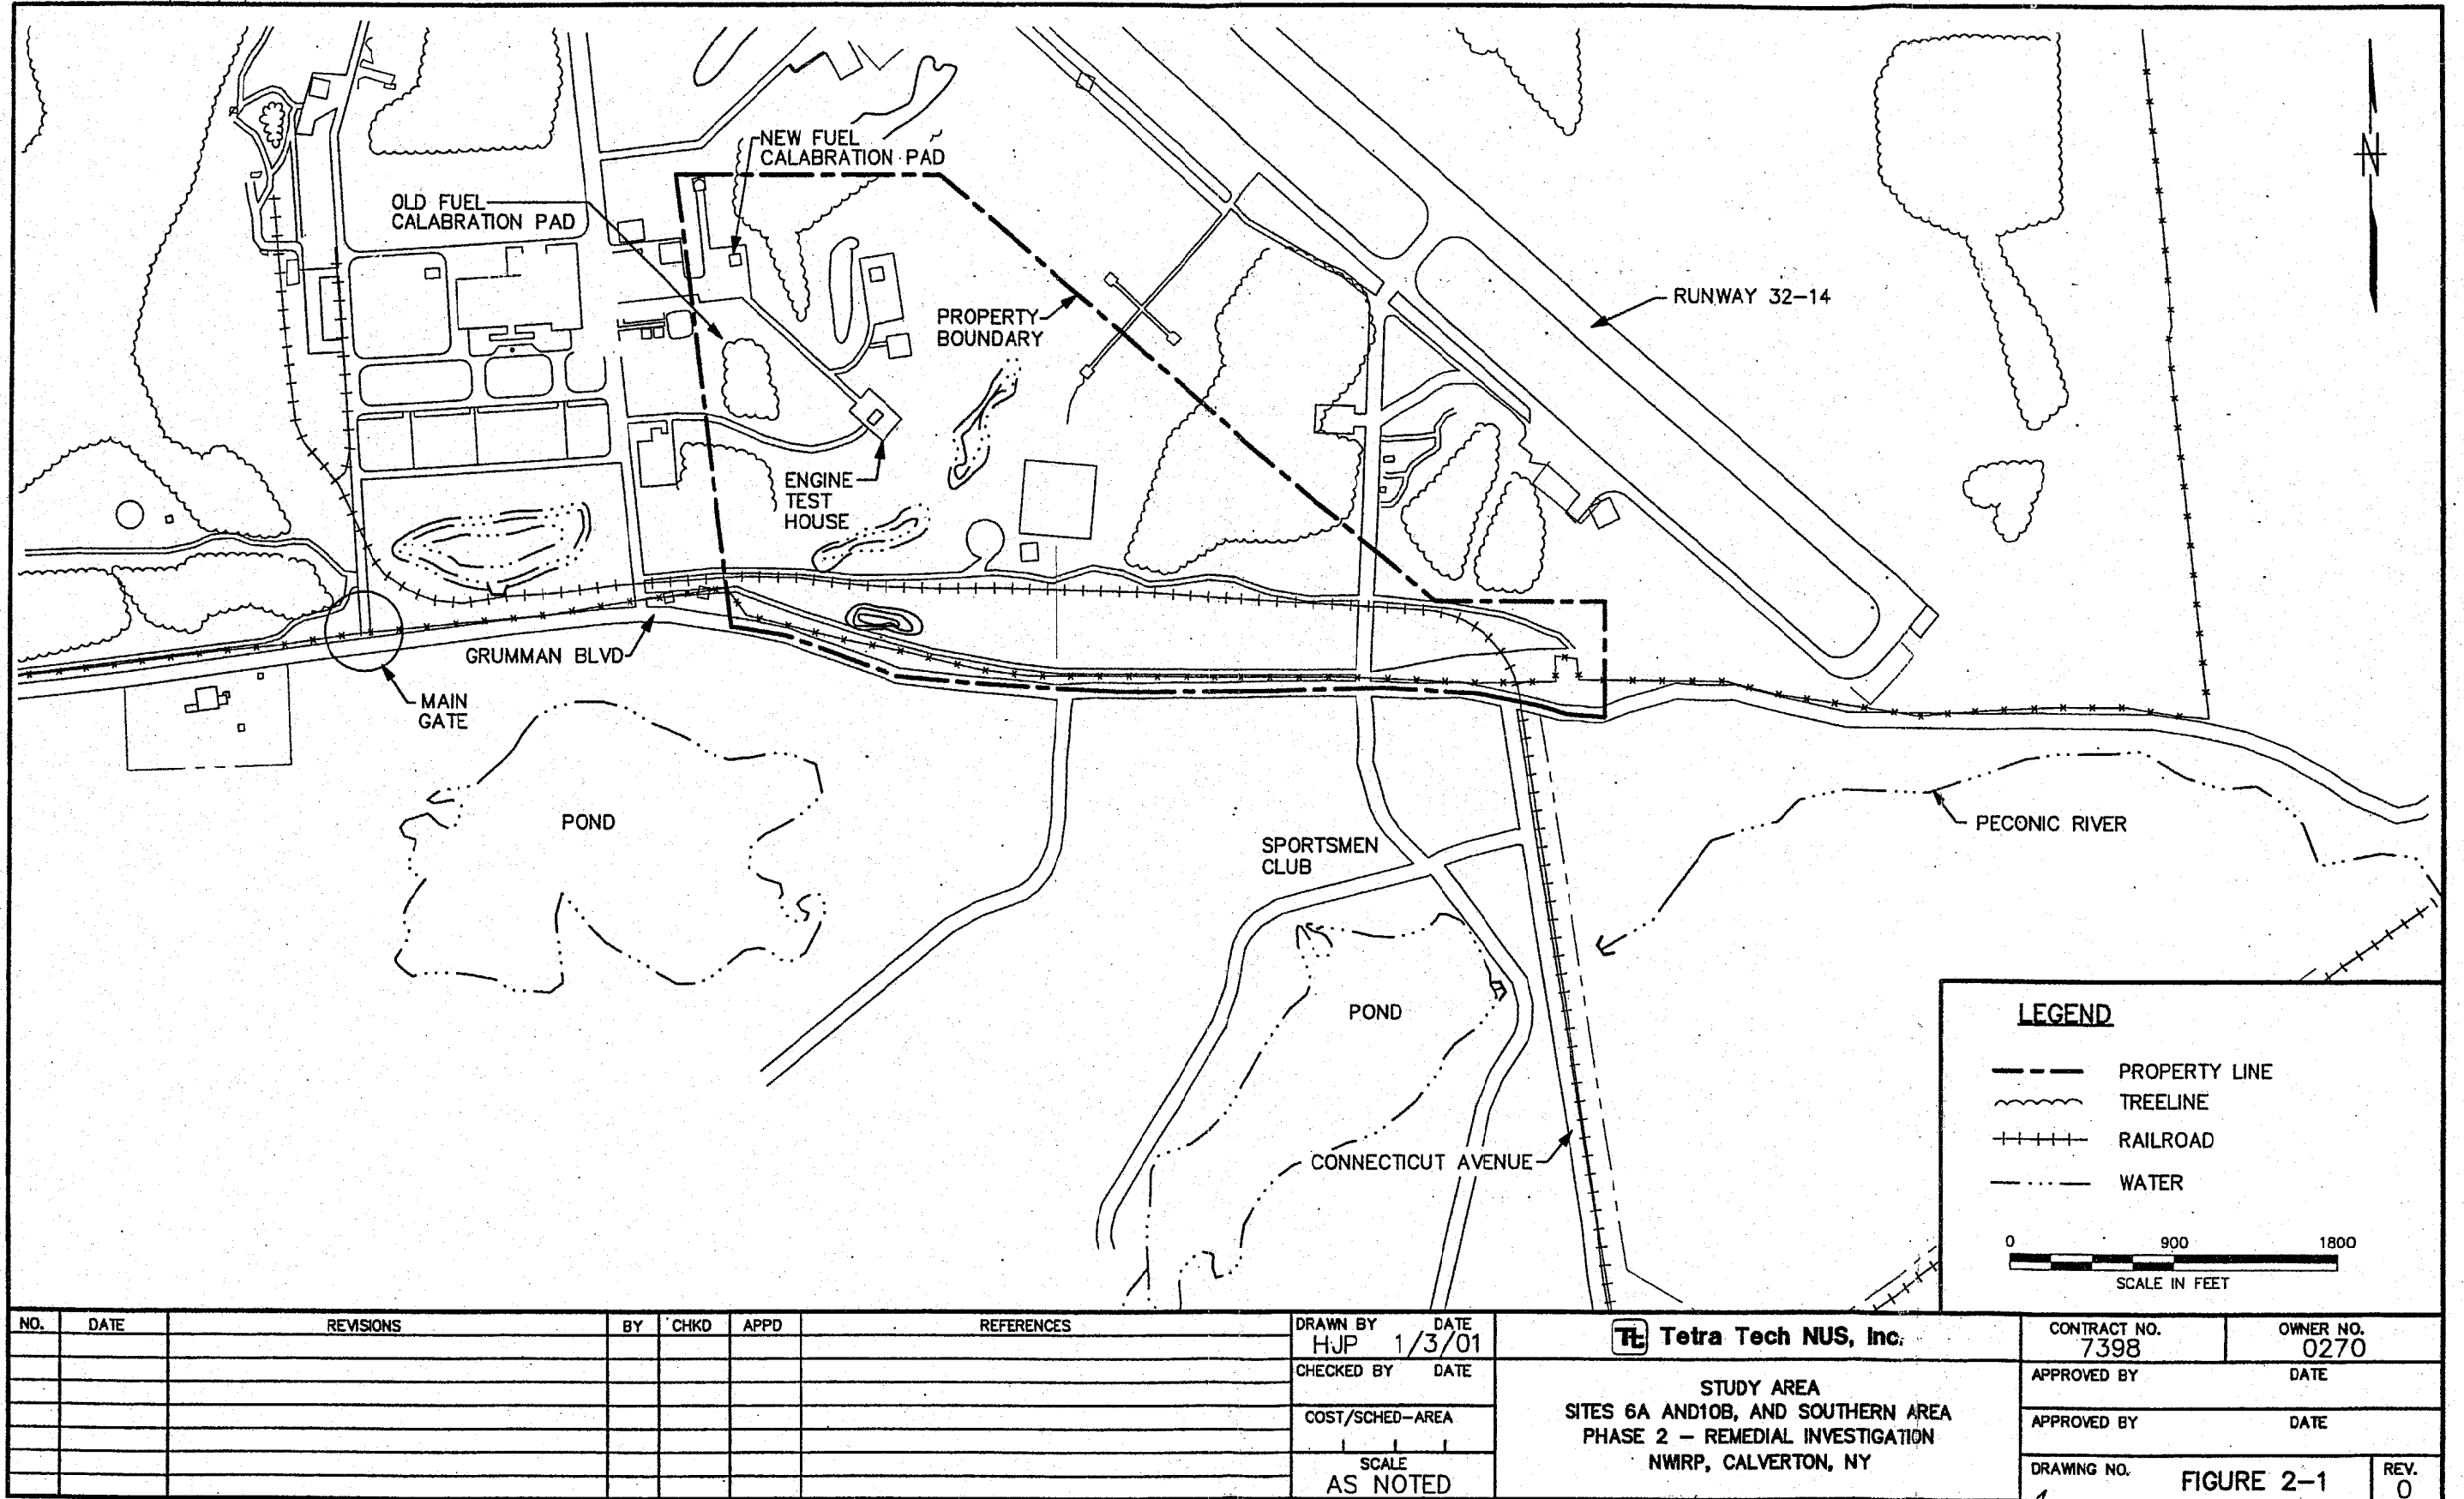 NEW FUEL
CALABRATION PAD
OLD FUEL
CALABRATION PAD
N
PROPERTY
BOUNDARY
RUNWAY 32-14
ENGINE
TEST
HOUSE
GRUMMAN BLVD
MAIN
GATE
POND
SPORTSMEN
CLUB
PECONIC RIVER
POND
CONNECTICUT AVENUE
LEGEND
PROPERTY LINE
TREELINE
RAILROAD
WATER
0 900 1800
SCALE IN FEET
NO. DATE REVISIONS BY CHKD APPD REFERENCES
DRAWN BY DATE
HJP 1/3/01
CHECKED BY DATE
COST/SCHED-AREA
SCALE
AS NOTED
Tt Tetra Tech NUS, Inc.
STUDY AREA
SITES 6A AND10B, AND SOUTHERN AREA
PHASE 2 - REMEDIAL INVESTIGATION
NWIRP, CALVERTON, NY
CONTRACT NO.
7398
OWNER NO.
0270
APPROVED BY DATE
APPROVED BY DATE
DRAWING NO.
FIGURE 2-1
REV.
0